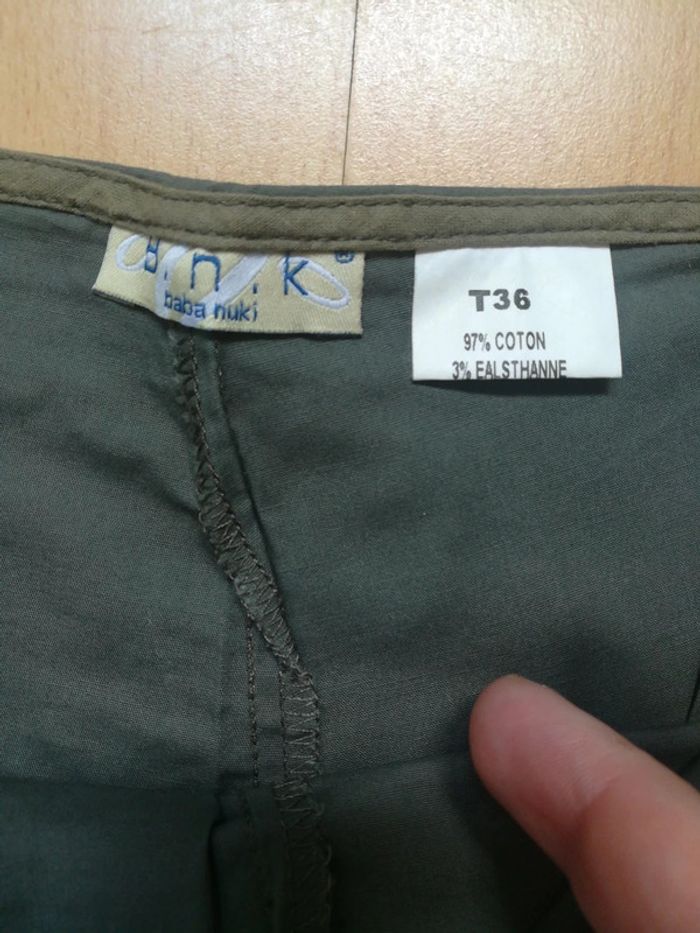 B.n.K ®
baba nuki
T36
97% COTON
3% EALSTHANNE